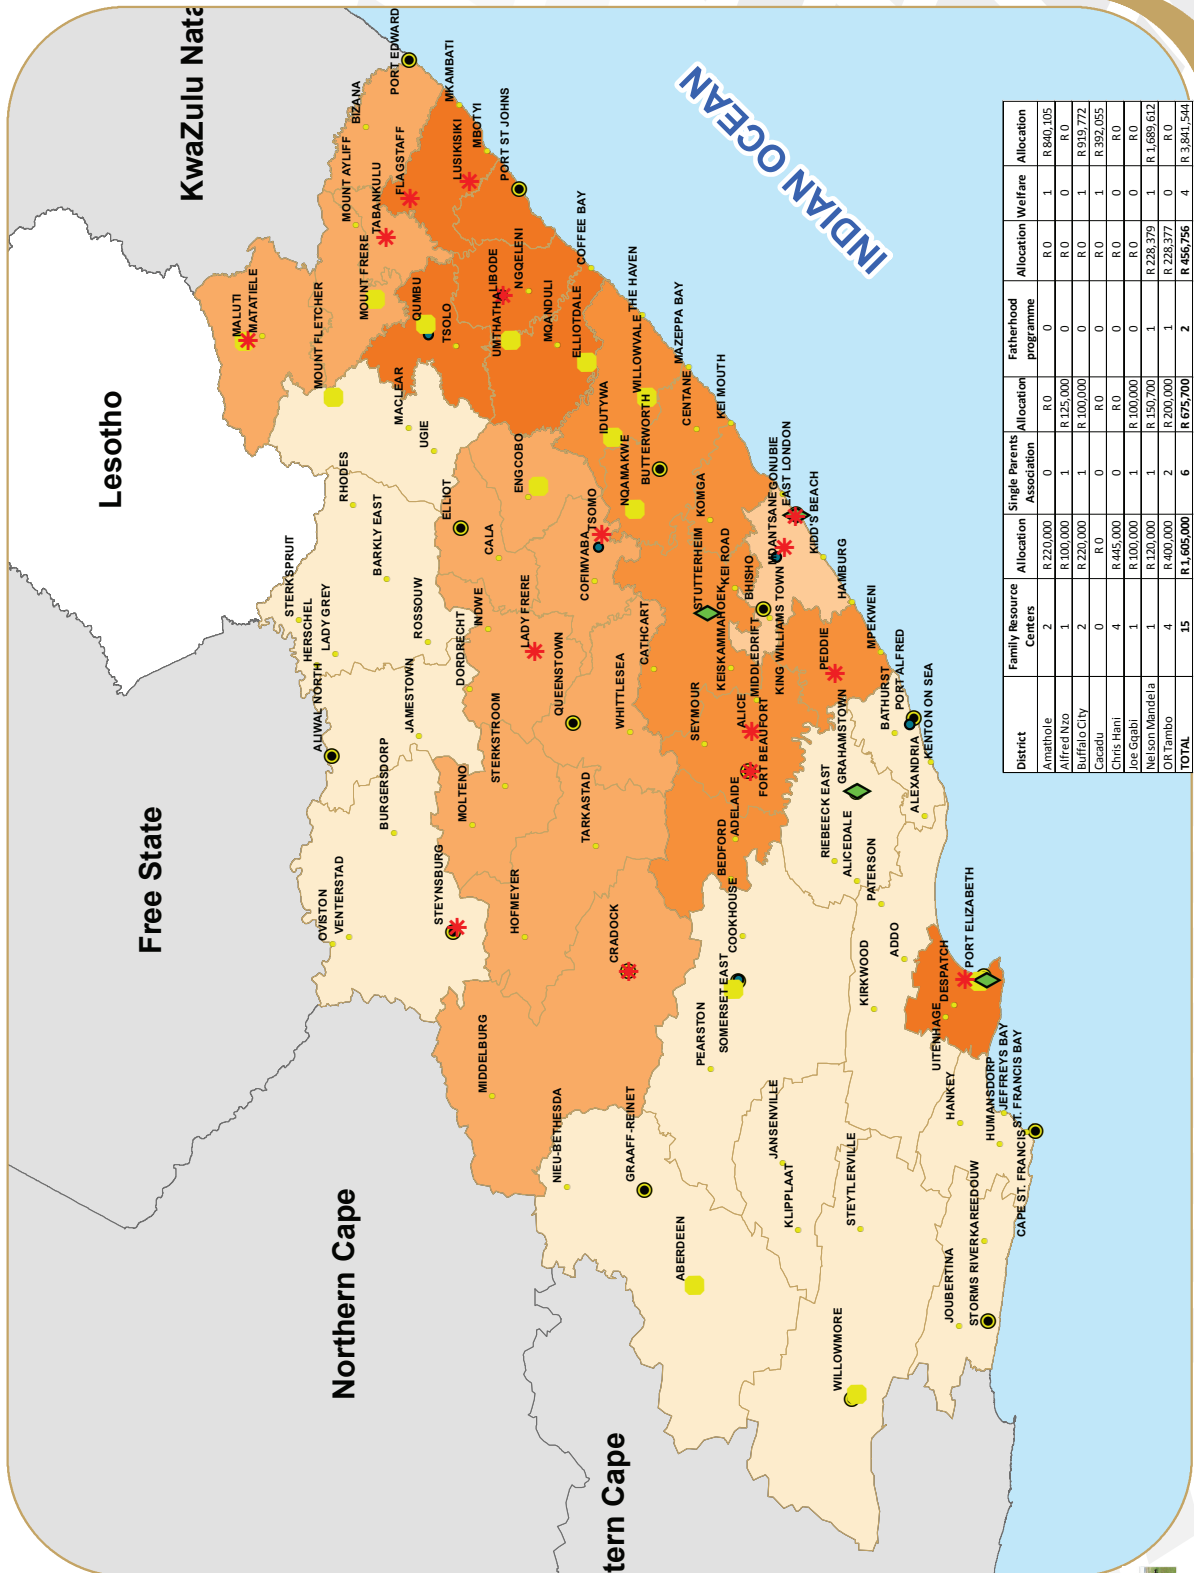 KwaZulu Nata
Lesotho
Free State
Northern Cape
tern Cape
INDIAN OCEAN
PORT EDWARD
BIZANA
MKAMBATI
MBOTYI
LUSIKISIKI
PORT ST JOHNS
FLAGSTAFF
TABANKULU
MOUNT AYLIFF
MOUNT FRERE
MALUTI
MATATIELE
MOUNT FLETCHER
QUMBU
TSOLO
LIBODE
NGQELENI
UMTHATHA
MQANDULI
COFFEE BAY
ELLIOTDALE
THE HAVEN
WILLOWVALE
IDUTYWA
MAZEPPA BAY
CENTANE
BUTTERWORTH
NQAMAKWE
KEI MOUTH
MACLEAR
UGIE
ENGCOBO
RHODES
ELLIOT
CALA
TSOMO
COFIMVABA
KOMGA
GONUBIE
EAST LONDON
MDANTSANE
KIDD'S BEACH
STERKSPRUIT
BARKLY EAST
HERSCHEL
LADY GREY
ROSSOUW
INDWE
DORDRECHT
LADY FRERE
CATHCART
STUTTERHEIM
KEI ROAD
KEISKAMMAHOEK
BHISHO
KING WILLIAMS TOWN
MIDDLEDRIFT
HAMBURG
PEDDIE
MPEKWENI
ALIWAL NORTH
JAMESTOWN
STERKSTROOM
QUEENSTOWN
WHITTLESEA
SEYMOUR
ALICE
FORT BEAUFORT
GRAHAMSTOWN
BATHURST
PORT ALFRED
KENTON ON SEA
BURGERSDORP
MOLTENO
TARKASTAD
ADELAIDE
BEDFORD
RIEBEECK EAST
ALICEDALE
PATERSON
ALEXANDRIA
OVISTON
VENTERSTAD
STEYNSBURG
HOFMEYER
CRADOCK
COOKHOUSE
SOMERSET EAST
PEARSTON
KIRKWOOD
ADDO
PORT ELIZABETH
DESPATCH
UITENHAGE
MIDDELBURG
NIEU-BETHESDA
GRAAFF-REINET
JANSENVILLE
KLIPPLAAT
STEYTLERVILLE
HANKEY
HUMANSDORP
JEFFREYS BAY
ST. FRANCIS BAY
CAPE ST. FRANCIS
ABERDEEN
WILLOWMORE
JOUBERTINA
KAREEDOUW
STORMS RIVER
District Family Resource Centers Allocation Single Parents Association Allocation Fatherhood programme Allocation Welfare Allocation
Amathole 2 R 220,000 0 R 0 0 R 0 1 R 840,105
Alfred Nzo 1 R 100,000 1 R 125,000 0 R 0 0 R 0
Buffalo City 2 R 220,000 1 R 100,000 0 R 0 1 R 919,772
Cacadu 0 R 0 0 R 0 0 R 0 1 R 392,055
Chris Hani 4 R 445,000 0 R 0 0 R 0 0 R 0
Joe Gqabi 1 R 100,000 1 R 100,000 0 R 0 0 R 0
Nelson Mandela 1 R 120,000 1 R 150,700 1 R 228,379 1 R 1,689,612
OR Tambo 4 R 400,000 2 R 200,000 1 R 228,377 0 R 0
TOTAL 15 R 1,605,000 6 R 675,700 2 R 456,756 4 R 3,841,544